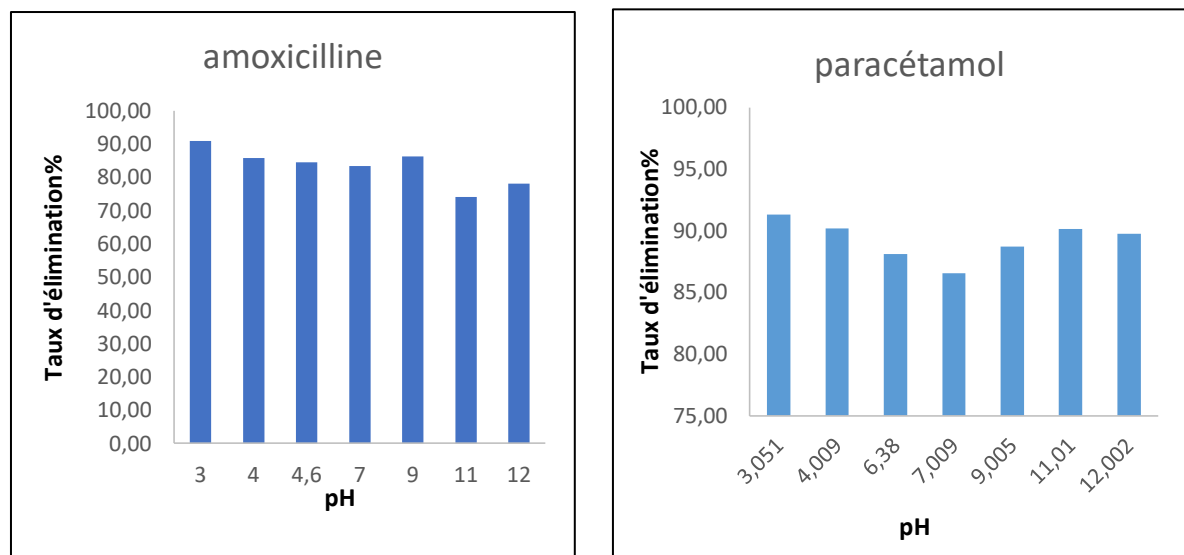 amoxicilline
Taux d'élimination%
100,00
90,00
80,00
70,00
60,00
50,00
40,00
30,00
20,00
10,00
0,00
3 4 4,6 7 9 11 12
pH
paracétamol
Taux d'élimination%
100,00
95,00
90,00
85,00
80,00
75,00
3,051 4,009 6,38 7,009 9,005 11,01 12,002
pH